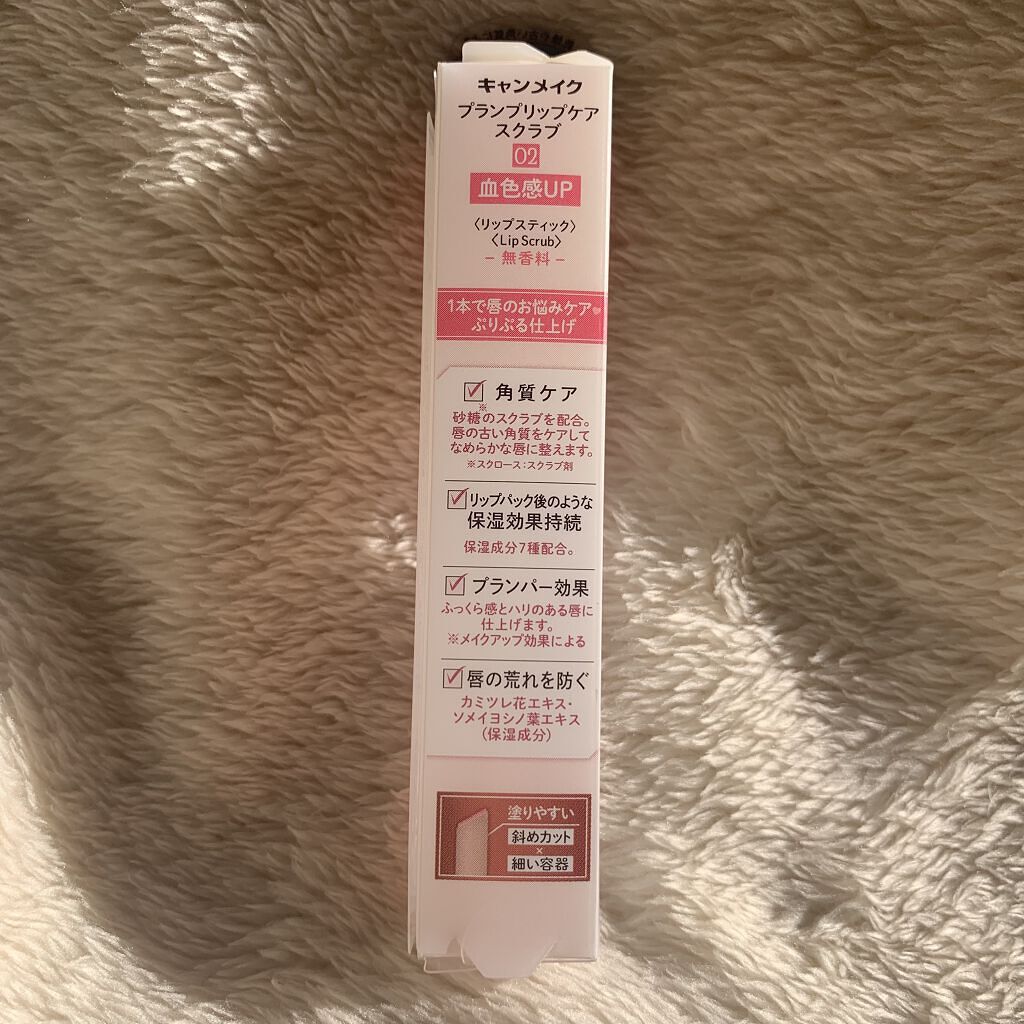 キャンメイク
プランプリップケア
スクラブ
02
血色感UP
〈リップスティック〉
〈Lip Scrub〉
− 無香料 −
1本で唇のお悩みケア♥
ぷりぷる仕上げ
☑ 角質ケア
※
砂糖のスクラブを配合。
唇の古い角質をケアして
なめらかな唇に整えます。
※スクロース：スクラブ剤
☑ リップパック後のような
保湿効果持続
保湿成分7種配合。
☑ プランパー効果
ふっくら感とハリのある唇に
仕上げます。
※メイクアップ効果による
☑ 唇の荒れを防ぐ
カミツレ花エキス・
ソメイヨシノ葉エキス
（保湿成分）
塗りやすい
斜めカット
×
細い容器